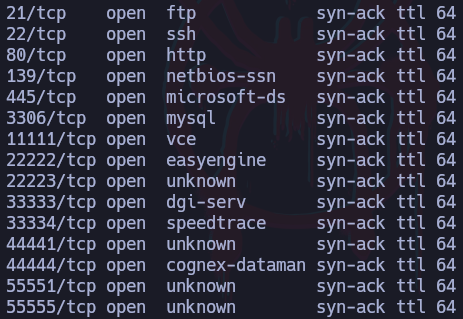 21/tcp open ftp syn-ack ttl 64
22/tcp open ssh syn-ack ttl 64
80/tcp open http syn-ack ttl 64
139/tcp open netbios-ssn syn-ack ttl 64
445/tcp open microsoft-ds syn-ack ttl 64
3306/tcp open mysql syn-ack ttl 64
11111/tcp open vce syn-ack ttl 64
22222/tcp open easyengine syn-ack ttl 64
22223/tcp open unknown syn-ack ttl 64
33333/tcp open dgi-serv syn-ack ttl 64
33334/tcp open speedtrace syn-ack ttl 64
44441/tcp open unknown syn-ack ttl 64
44444/tcp open cognex-dataman syn-ack ttl 64
55551/tcp open unknown syn-ack ttl 64
55555/tcp open unknown syn-ack ttl 64